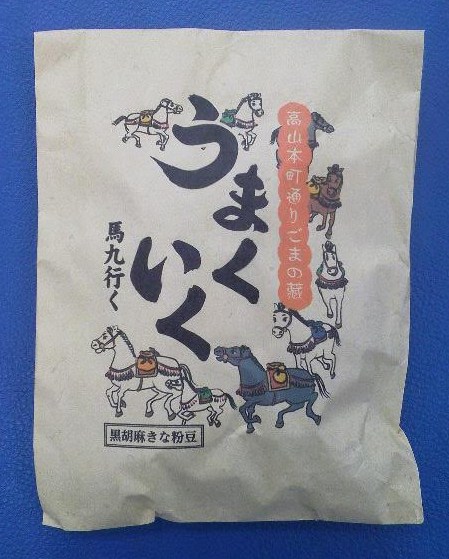 高山本町通りごまの蔵
うまく
いく
馬九行く
黒胡麻きな粉豆